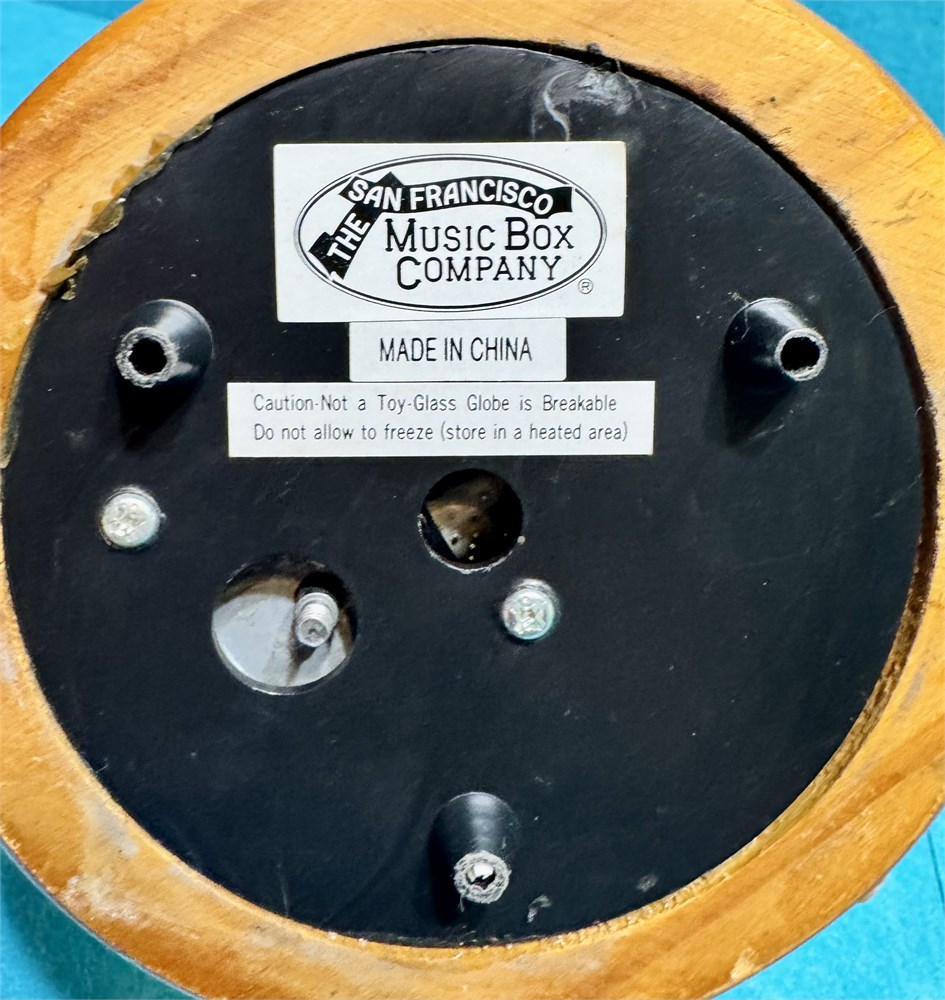 THE SAN FRANCISCO
MUSIC BOX
COMPANY
®
MADE IN CHINA
Caution-Not a Toy-Glass Globe is Breakable
Do not allow to freeze (store in a heated area)